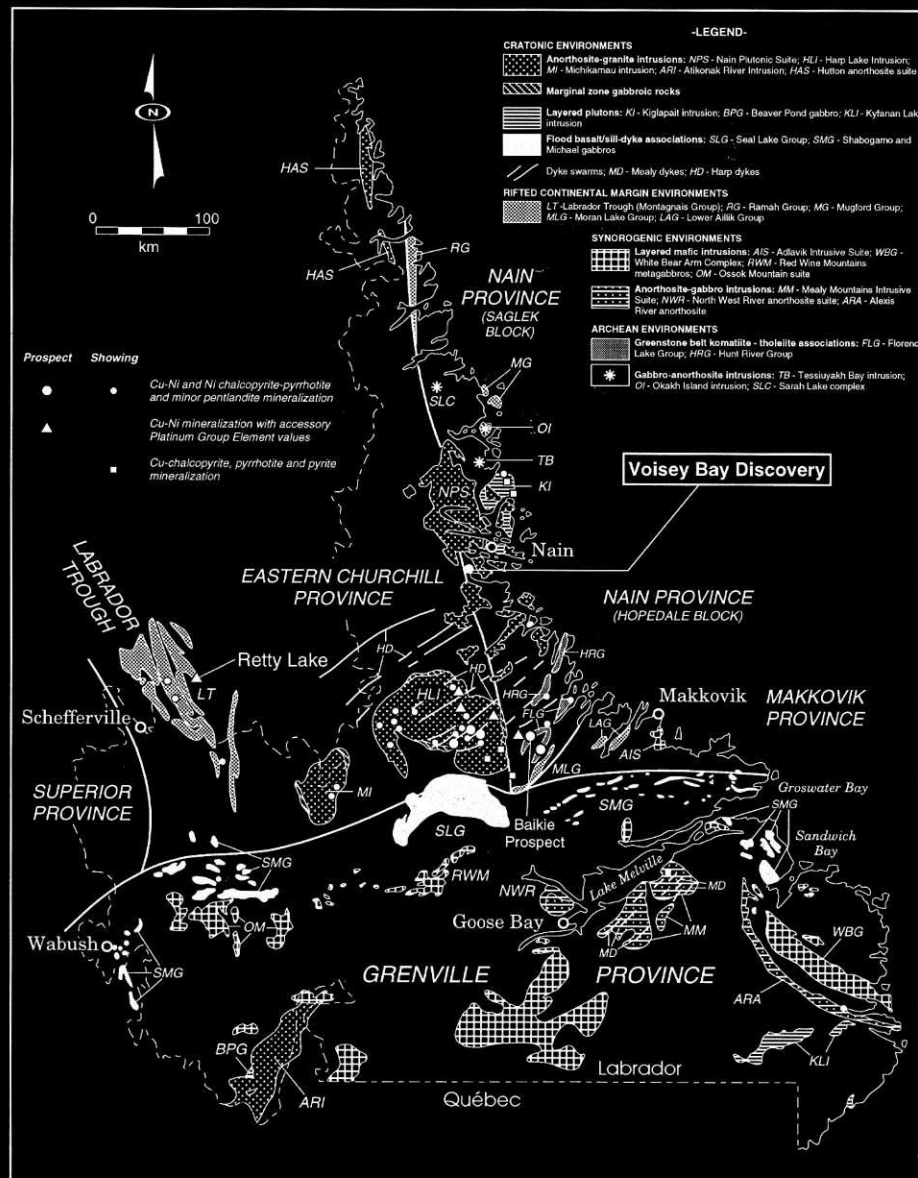 -LEGEND-
CRATONIC ENVIRONMENTS
Anorthosite-granite intrusions: NPS - Nain Plutonic Suite; HLI - Harp Lake Intrusion;
MI - Michikamau intrusion; ARI - Atikonak River Intrusion; HAS - Hutton anorthosite suite
Marginal zone gabbroic rocks
Layered plutons: KI - Kiglapait intrusion; BPG - Beaver Pond gabbro; KLI - Kyfanan Lake
intrusion
Flood basalt/sill-dyke associations: SLG - Seal Lake Group; SMG - Shabogamo and
Michael gabbros
Dyke swarms; MD - Mealy dykes; HD - Harp dykes
RIFTED CONTINENTAL MARGIN ENVIRONMENTS
LT -Labrador Trough (Montagnais Group); RG - Ramah Group; MG - Mugford Group;
MLG - Moran Lake Group; LAG - Lower Aillik Group
SYNOROGENIC ENVIRONMENTS
Layered mafic intrusions: AIS - Adlavik Intrusive Suite; WBG -
White Bear Arm Complex; RWM - Red Wine Mountains
metagabbros; OM - Ossok Mountain suite
Anorthosite-gabbro intrusions: MM - Mealy Mountains Intrusive
Suite; NWR - North West River anorthosite suite; ARA - Alexis
River anorthosite
ARCHEAN ENVIRONMENTS
Greenstone belt komatiite - tholeiite associations: FLG - Florence
Lake Group; HRG - Hunt River Group
Gabbro-anorthosite intrusions: TB - Tessiuyakh Bay intrusion;
OI - Okakh Island intrusion; SLC - Sarah Lake complex
N
0 100
km
HAS
HAS
RG
NAIN
PROVINCE
(SAGLEK
BLOCK)
Prospect Showing
Cu-Ni and Ni chalcopyrite-pyrrhotite
and minor pentlandite mineralization
Cu-Ni mineralization with accessory
Platinum Group Element values
Cu-chalcopyrite, pyrrhotite and pyrite
mineralization
MG
SLC
OI
TB
KI
NPS
Voisey Bay Discovery
Nain
LABRADOR
TROUGH
EASTERN CHURCHILL
PROVINCE
NAIN PROVINCE
(HOPEDALE BLOCK)
Retty Lake
LT
HD
HD
HRG
HRG
HLI
FLG
Schefferville
Makkovik
MAKKOVIK
PROVINCE
LAG
AIS
MLG
MI
SUPERIOR
PROVINCE
SLG
Baikie
Prospect
SMG
Groswater Bay
SMG
Sandwich
Bay
SMG
RWM
NWR
Lake Melville
MD
Goose Bay
MM
MD
OM
Wabush
SMG
WBG
GRENVILLE PROVINCE
ARA
BPG
ARI
KLI
Labrador
Québec